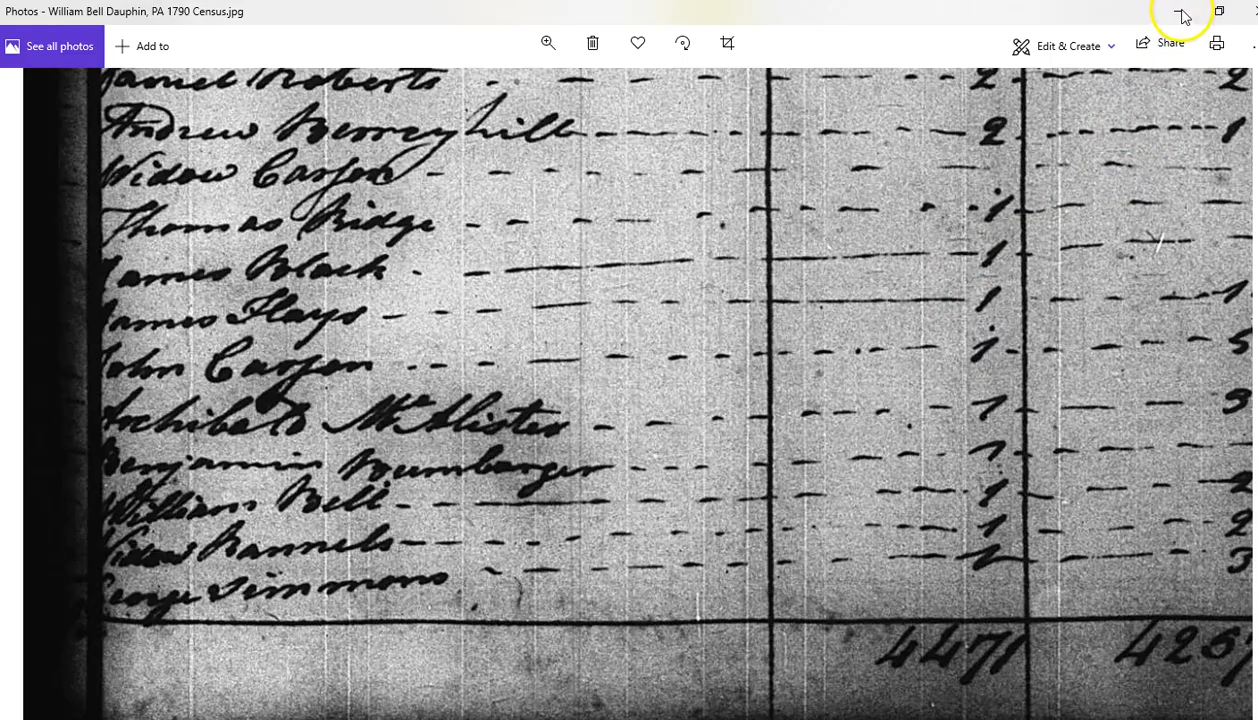 Photos - William Bell Dauphin, PA 1790 Census.jpg
See all photos Add to Edit & Create Share
Roberts 2 2
Andrew Berryhill 2 1
Widow Carson
Thomas Ridge 1
James Black 1
James Hays 1 1
John Carson 1 5
Archibald McAlister 1 3
Benjamin Bumbarger 1
William Bell 1 2
Widow Rannels 1 2
George Simmons 1 3
4471